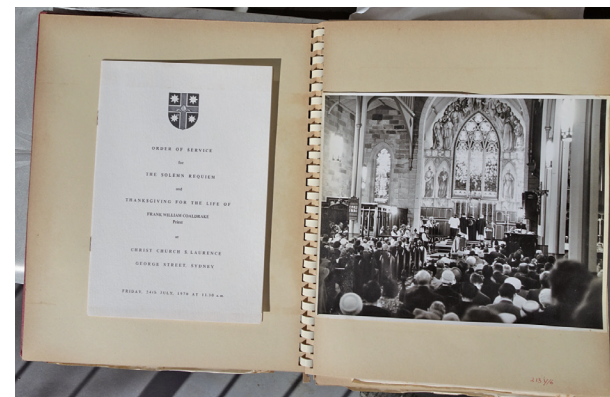 ORDER OF SERVICE
for
THE SOLEMN REQUIEM
and
THANKSGIVING FOR THE LIFE OF
FRANK WILLIAM COALDRAKE
Priest
at
CHRIST CHURCH S. LAURENCE
GEORGE STREET, SYDNEY
FRIDAY, 24th JULY, 1970 AT 11.30 a.m.